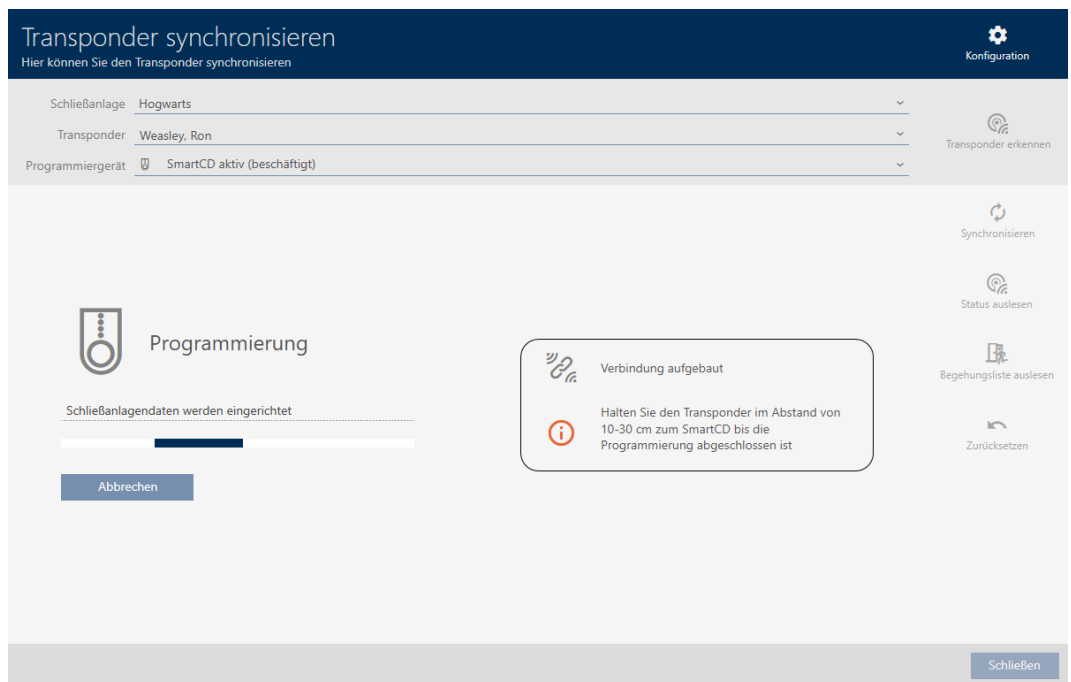 Transponder synchronisieren
Hier können Sie den Transponder synchronisieren
Konfiguration
Schließanlage Hogwarts
Transponder Weasley, Ron
Programmiergerät SmartCD aktiv (beschäftigt)
Transponder erkennen
Synchronisieren
Status auslesen
Begehungsliste auslesen
Zurücksetzen
Programmierung
Schließanlagendaten werden eingerichtet
Abbrechen
Verbindung aufgebaut
Halten Sie den Transponder im Abstand von
10-30 cm zum SmartCD bis die
Programmierung abgeschlossen ist
Schließen